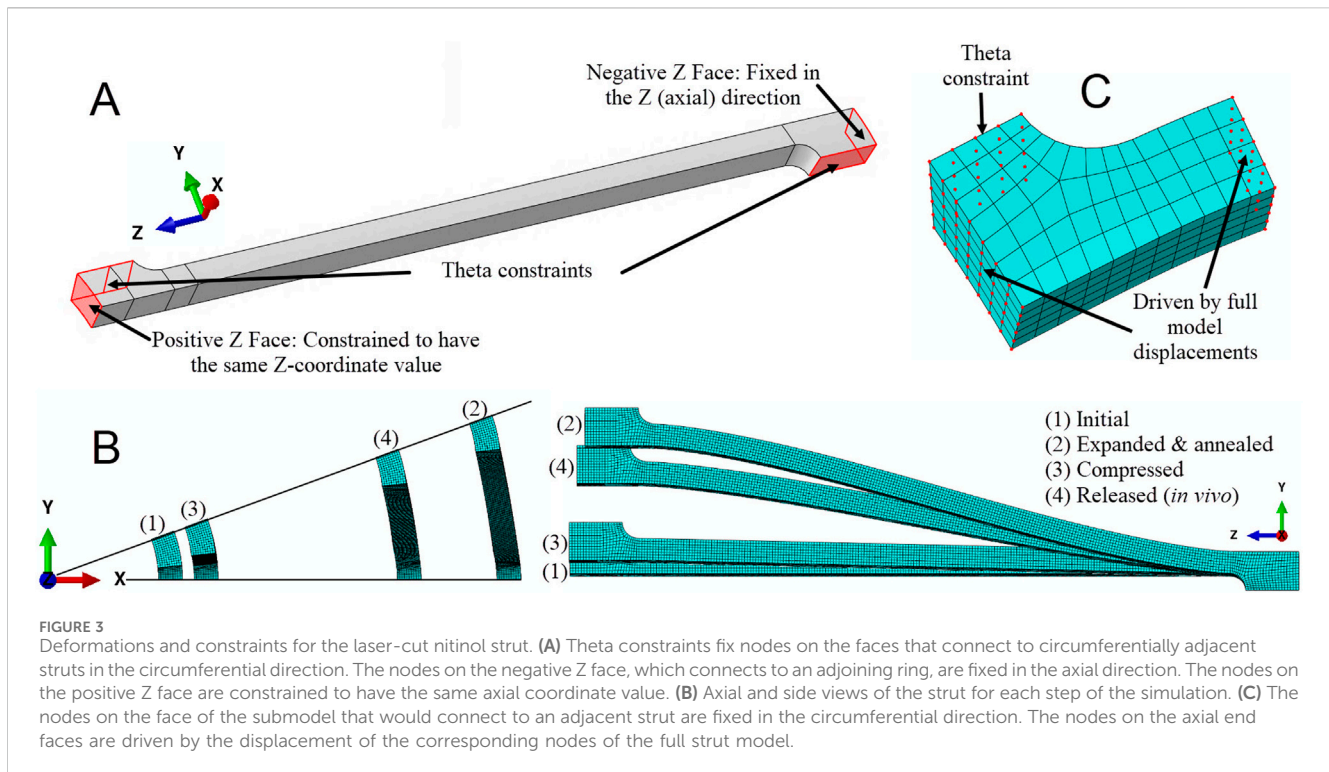 A
Negative Z Face: Fixed in
the Z (axial) direction
Y
X
Z
Theta constraints
Positive Z Face: Constrained to have
the same Z-coordinate value
Theta
constraint
C
Driven by full
model
displacements
B
(1)
(3)
(4)
(2)
Y
Z
X
(2)
(4)
(3)
(1)
(1) Initial
(2) Expanded & annealed
(3) Compressed
(4) Released (in vivo)
Y
Z
X
FIGURE 3
Deformations and constraints for the laser-cut nitinol strut. (A) Theta constraints fix nodes on the faces that connect to circumferentially adjacent
struts in the circumferential direction. The nodes on the negative Z face, which connects to an adjoining ring, are fixed in the axial direction. The nodes on
the positive Z face are constrained to have the same axial coordinate value. (B) Axial and side views of the strut for each step of the simulation. (C) The
nodes on the face of the submodel that would connect to an adjacent strut are fixed in the circumferential direction. The nodes on the axial end
faces are driven by the displacement of the corresponding nodes of the full strut model.